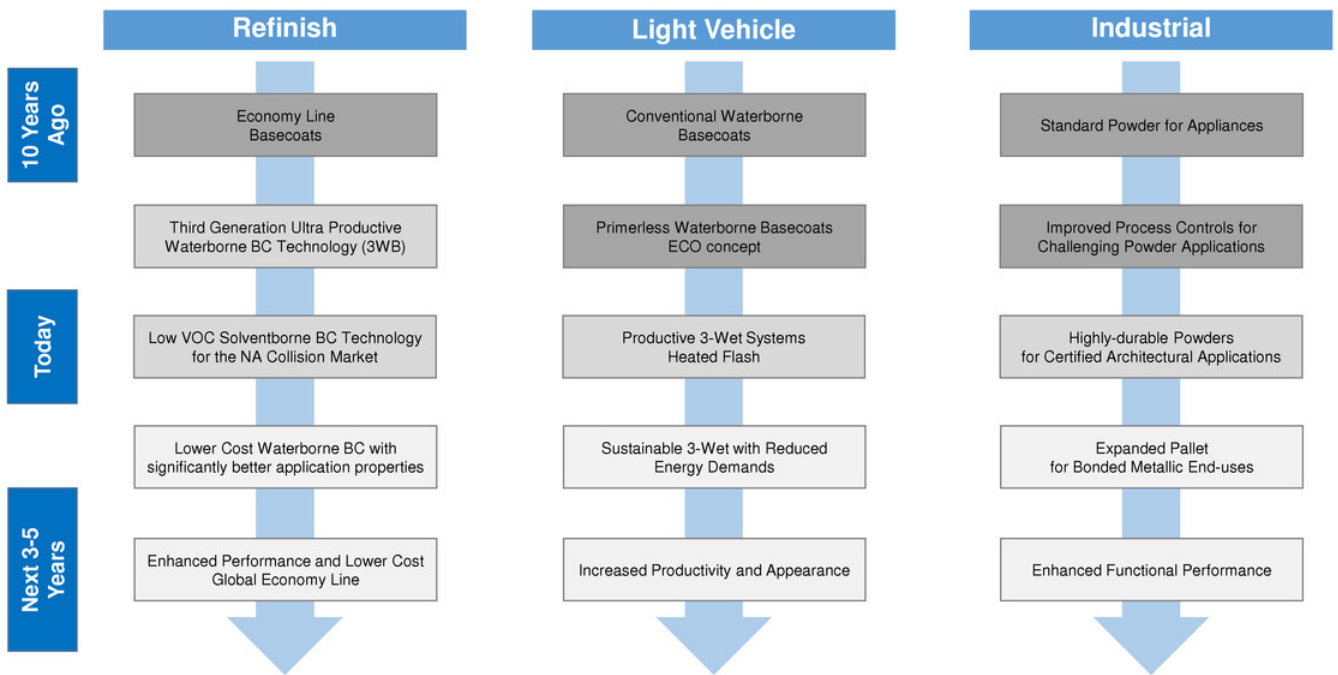 Refinish
Light Vehicle
Industrial
10 Years
Ago
Economy Line
Basecoats
Conventional Waterborne
Basecoats
Standard Powder for Appliances
Third Generation Ultra Productive
Waterborne BC Technology (3WB)
Primerless Waterborne Basecoats
ECO concept
Improved Process Controls for
Challenging Powder Applications
Today
Low VOC Solventborne BC Technology
for the NA Collision Market
Productive 3-Wet Systems
Heated Flash
Highly-durable Powders
for Certified Architectural Applications
Lower Cost Waterborne BC with
significantly better application properties
Sustainable 3-Wet with Reduced
Energy Demands
Expanded Pallet
for Bonded Metallic End-uses
Next 3-5
Years
Enhanced Performance and Lower Cost
Global Economy Line
Increased Productivity and Appearance
Enhanced Functional Performance